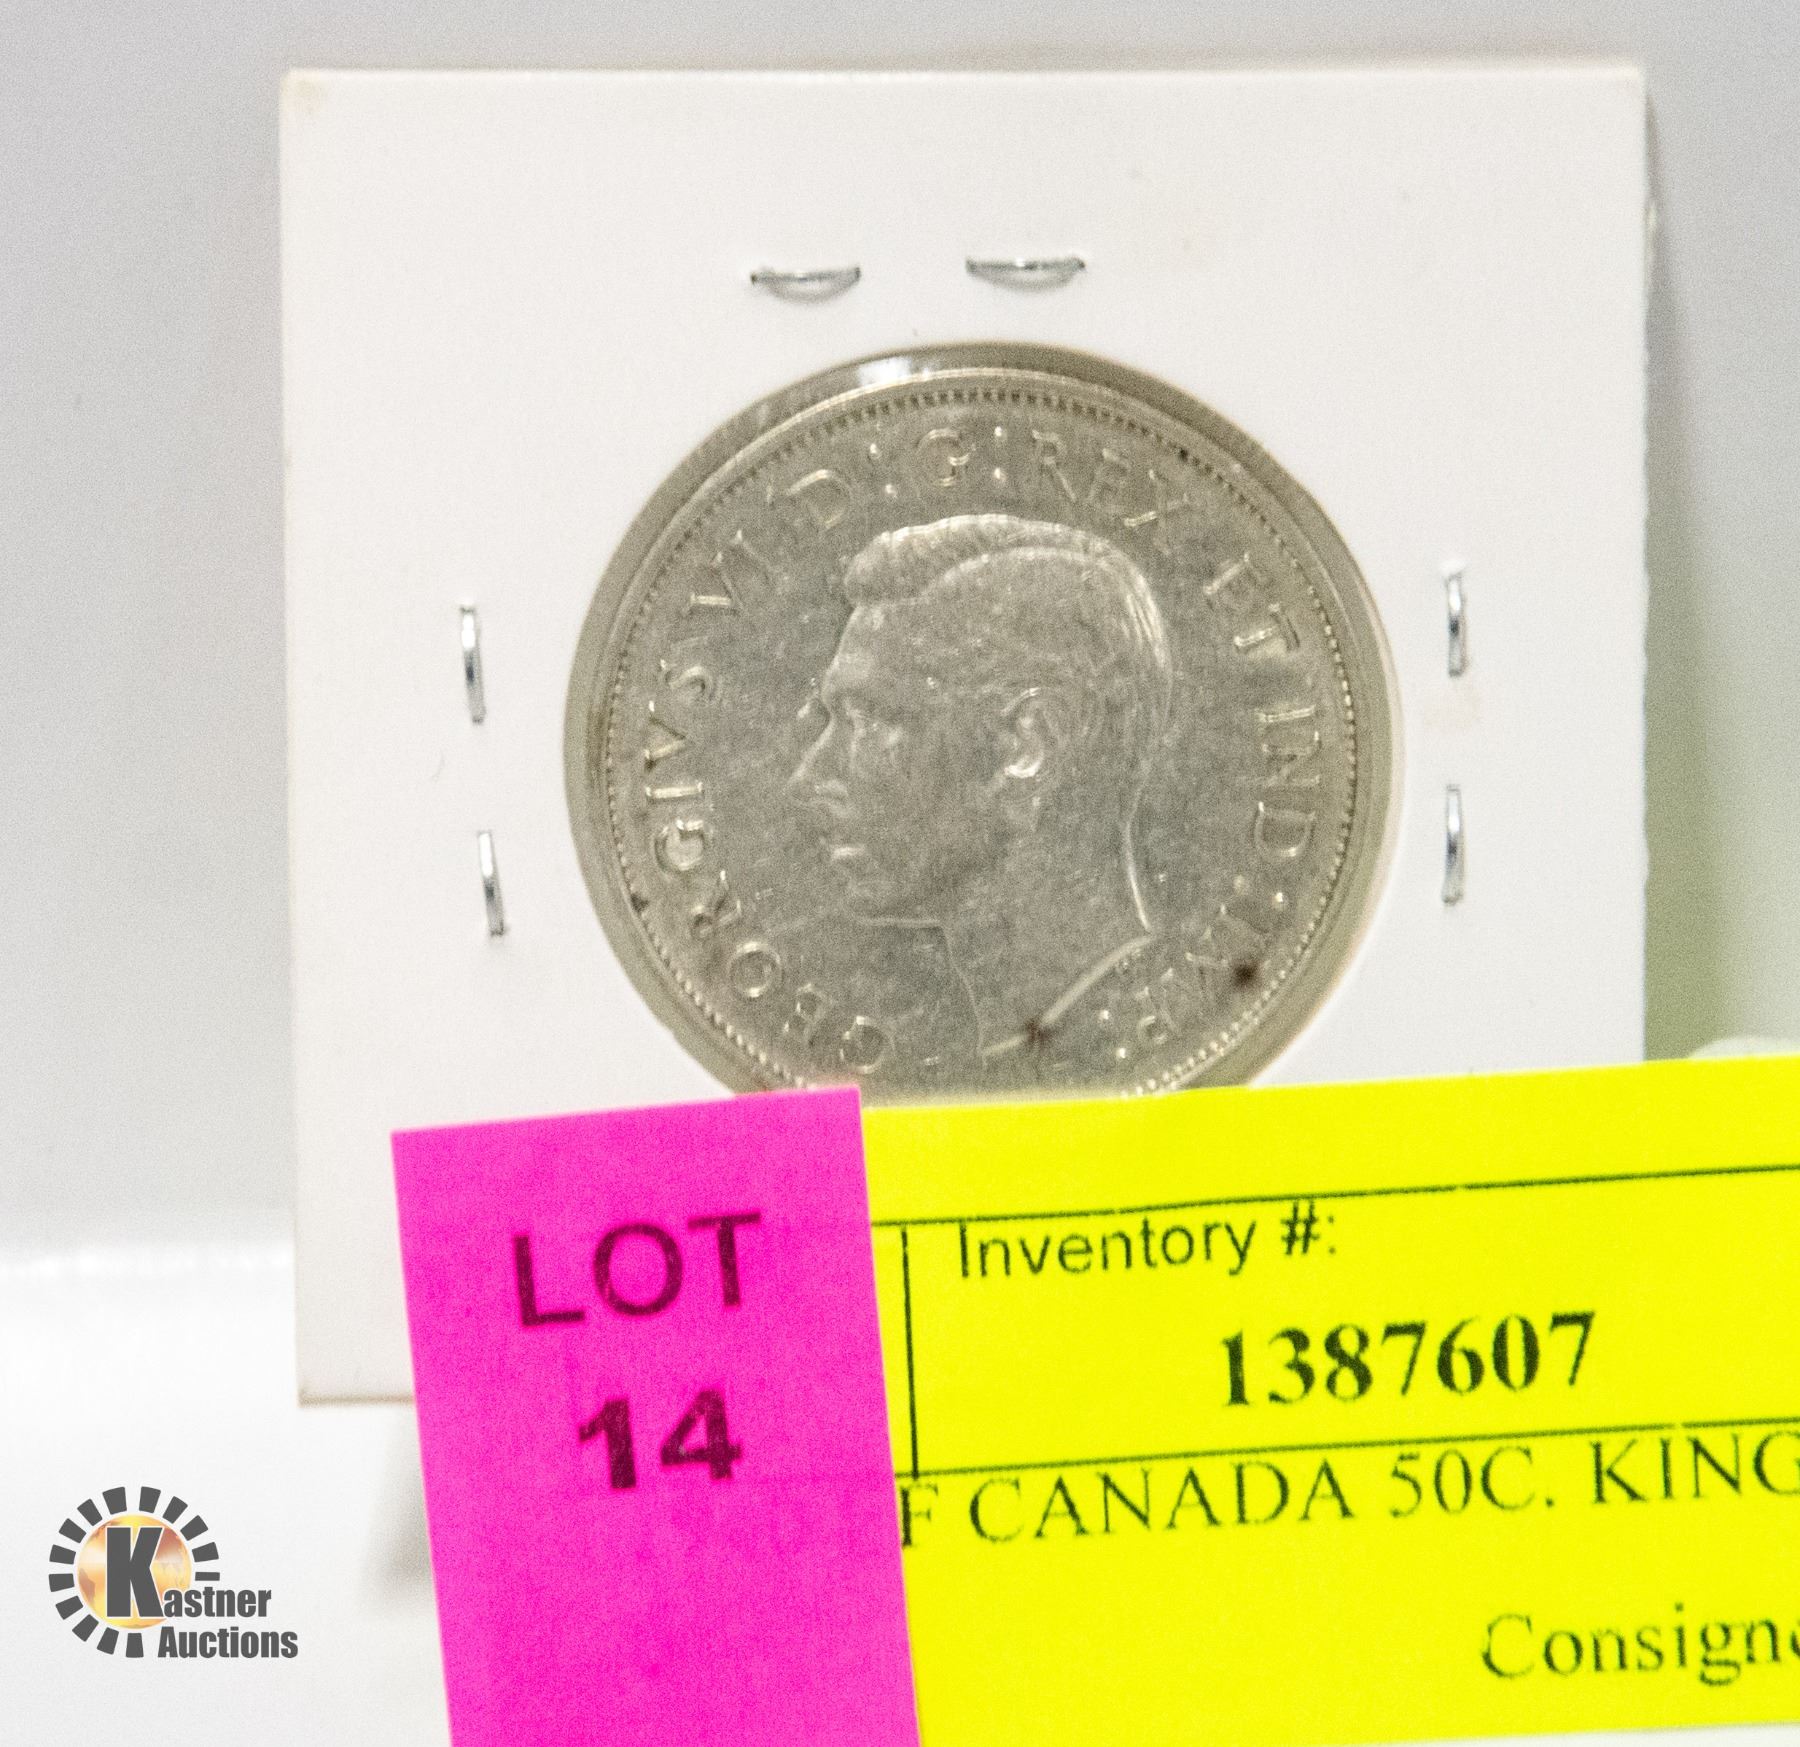 GEORGIVS VI D:G:REX ET IND:IMP:
LOT
14
Inventory #:
1387607
F CANADA 50C. KING
Consign
Kastner
Auctions